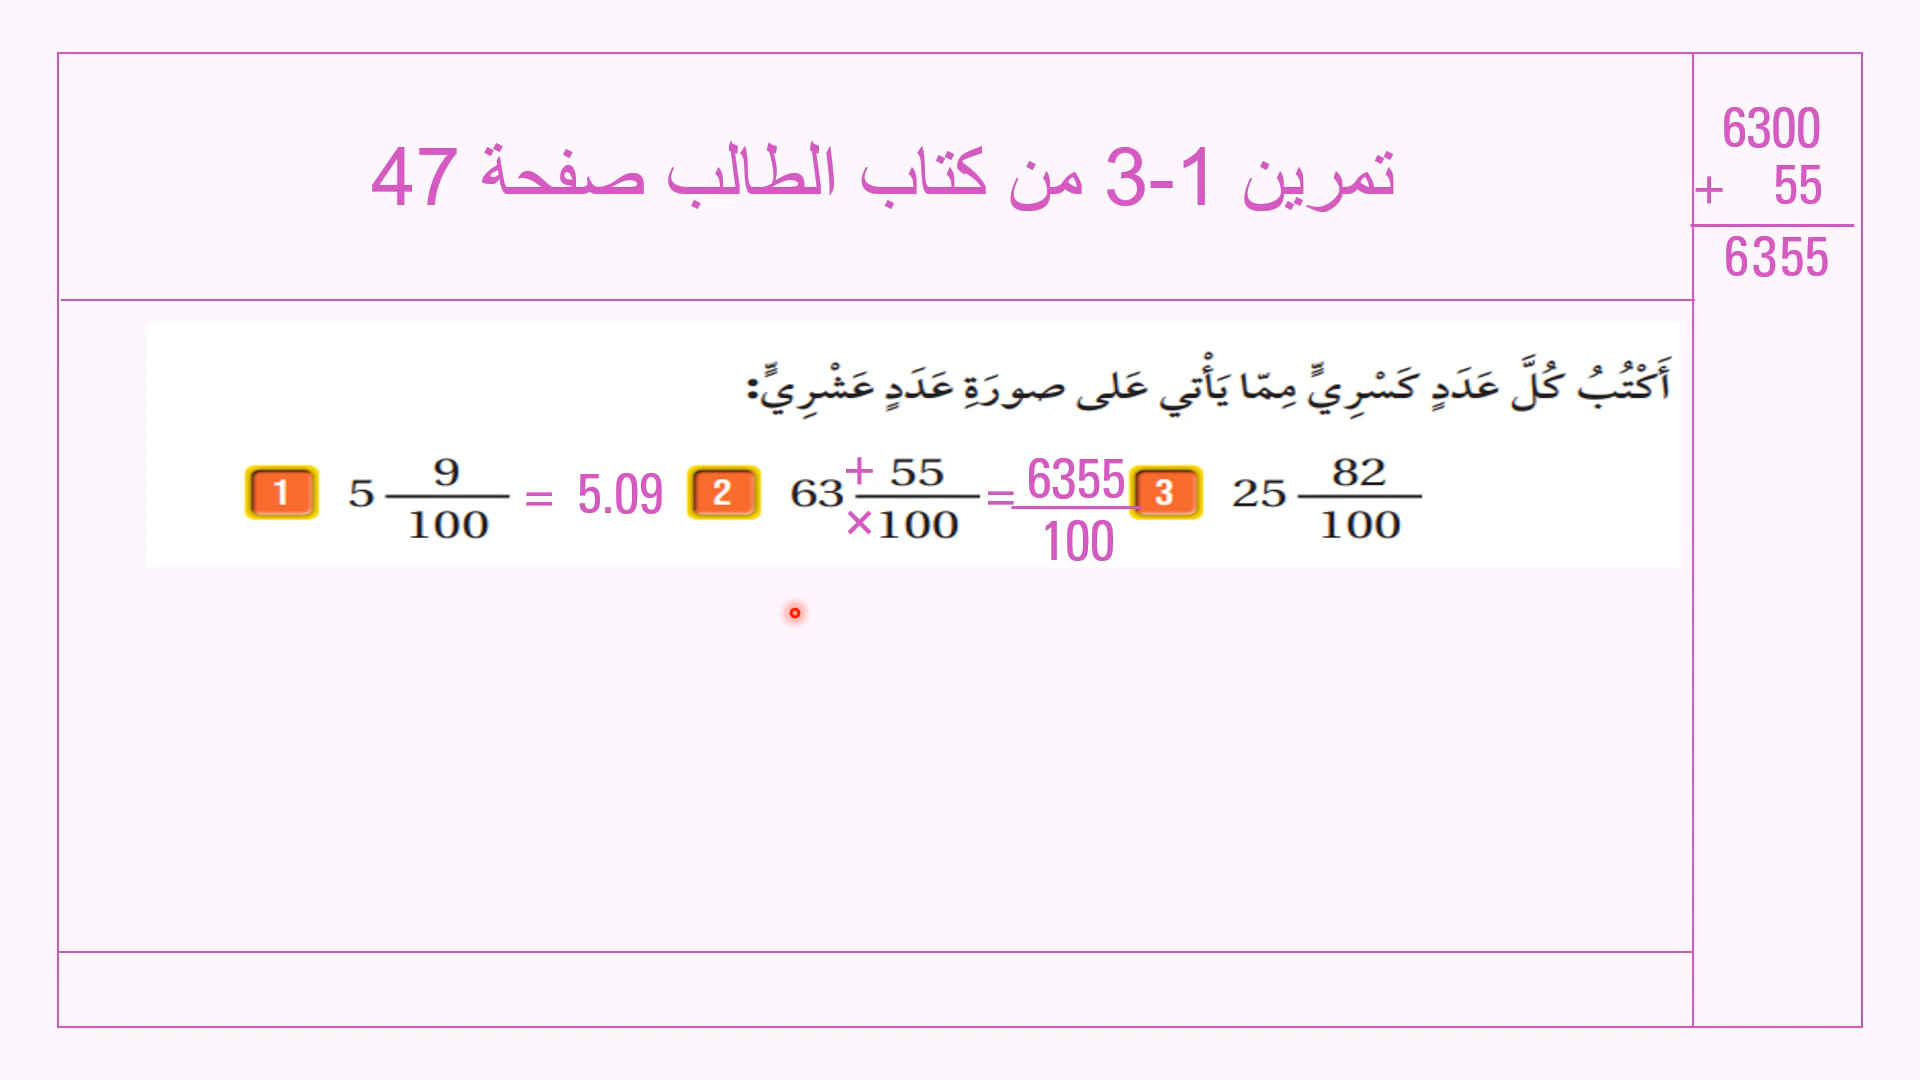 تمرين 1-3 من كتاب الطالب صفحة 47
6300
+ 55
6355
أَكْتُبُ كُلَّ عَدَدٍ كَسْرِيٍّ مِمّا يَأْتي عَلى صورَةِ عَدَدٍ عَشْرِيٍّ:
1 5 9/100 = 5.09 2 63 + 55/× 100 = 6355/100 3 25 82/100